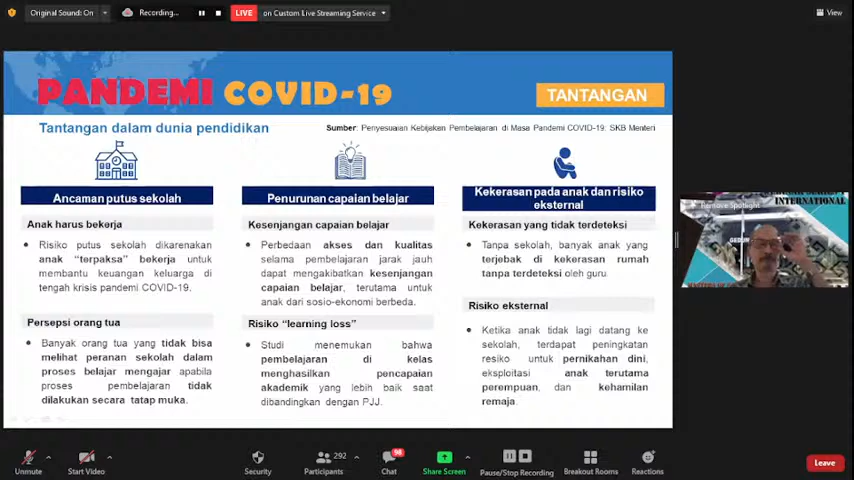 Original Sound: On
Recording...
LIVE
on Custom Live Streaming Service
View
PANDEMI COVID-19
TANTANGAN
Tantangan dalam dunia pendidikan
Sumber: Penyesuaian Kebijakan Pembelajaran di Masa Pandemi COVID-19: SKB Menteri
Ancaman putus sekolah
Anak harus bekerja
Risiko putus sekolah dikarenakan
anak "terpaksa" bekerja untuk
membantu keuangan keluarga di
tengah krisis pandemi COVID-19.
Persepsi orang tua
Banyak orang tua yang tidak bisa
melihat peranan sekolah dalam
proses belajar mengajar apabila
proses pembelajaran tidak
dilakukan secara tatap muka.
Penurunan capaian belajar
Kesenjangan capaian belajar
Perbedaan akses dan kualitas
selama pembelajaran jarak jauh
dapat mengakibatkan kesenjangan
capaian belajar, terutama untuk
anak dari sosio-ekonomi berbeda.
Risiko "learning loss"
Studi menemukan bahwa
pembelajaran di kelas
menghasilkan pencapaian
akademik yang lebih baik saat
dibandingkan dengan PJJ.
Kekerasan pada anak dan risiko
eksternal
Kekerasan yang tidak terdeteksi
Tanpa sekolah, banyak anak yang
terjebak di kekerasan rumah
tanpa terdeteksi oleh guru.
Risiko eksternal
Ketika anak tidak lagi datang ke
sekolah, terdapat peningkatan
resiko untuk pernikahan dini,
eksploitasi anak terutama
perempuan, dan kehamilan
remaja.
INTERNATIONAL
Remove Spotlight
Unmute
Start Video
Security
292
Participants
98
Chat
Share Screen
Pause/Stop Recording
Breakout Rooms
Reactions
Leave